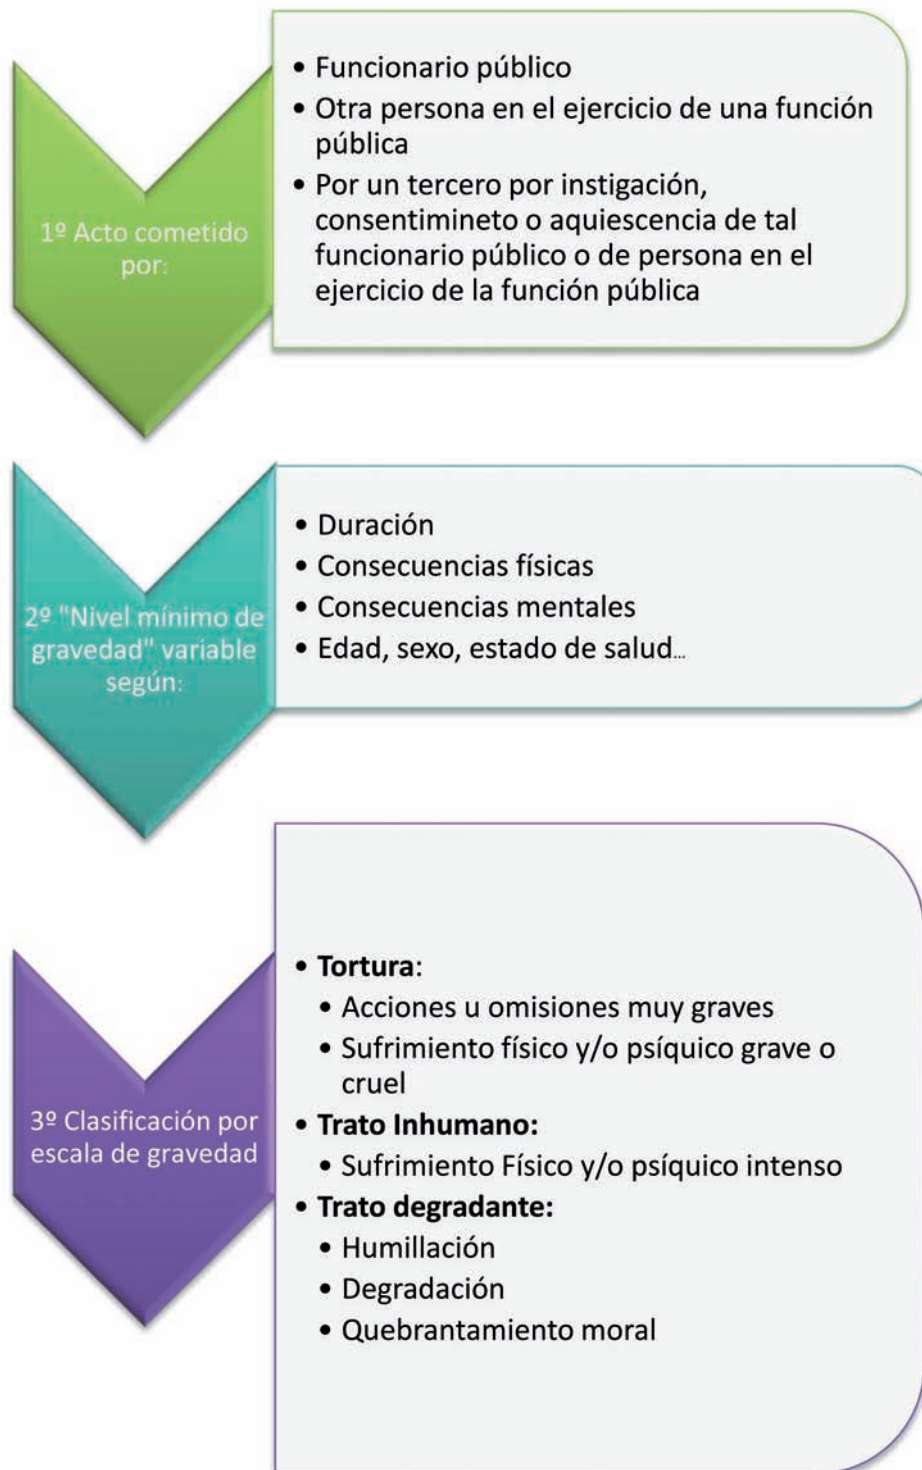 1º Acto cometido
por:
• Funcionario público
• Otra persona en el ejercicio de una función
pública
• Por un tercero por instigación,
consentimineto o aquiescencia de tal
funcionario público o de persona en el
ejercicio de la función pública
2º "Nivel mínimo de
gravedad" variable
según:
• Duración
• Consecuencias físicas
• Consecuencias mentales
• Edad, sexo, estado de salud...
3º Clasificación por
escala de gravedad
• Tortura:
• Acciones u omisiones muy graves
• Sufrimiento físico y/o psíquico grave o
cruel
• Trato Inhumano:
• Sufrimiento Físico y/o psíquico intenso
• Trato degradante:
• Humillación
• Degradación
• Quebrantamiento moral